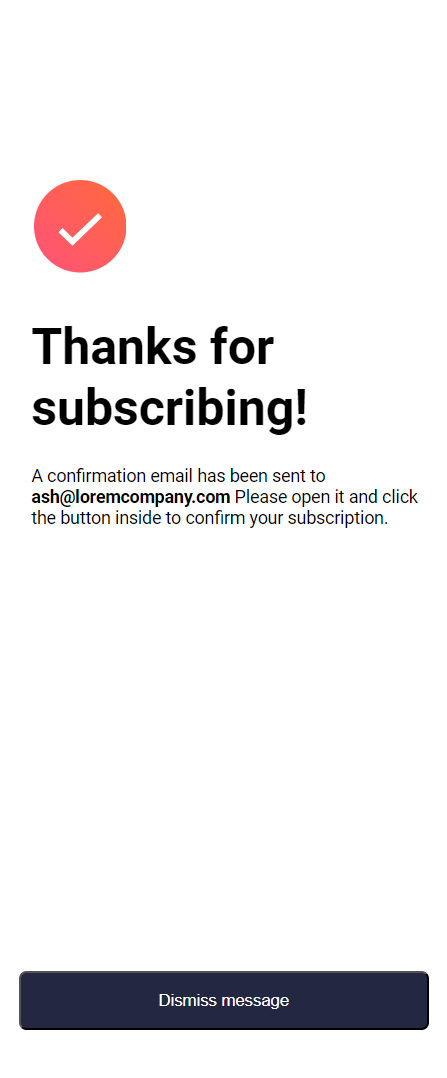 Thanks for
subscribing!
A confirmation email has been sent to
ash@loremcompany.com Please open it and click
the button inside to confirm your subscription.
Dismiss message